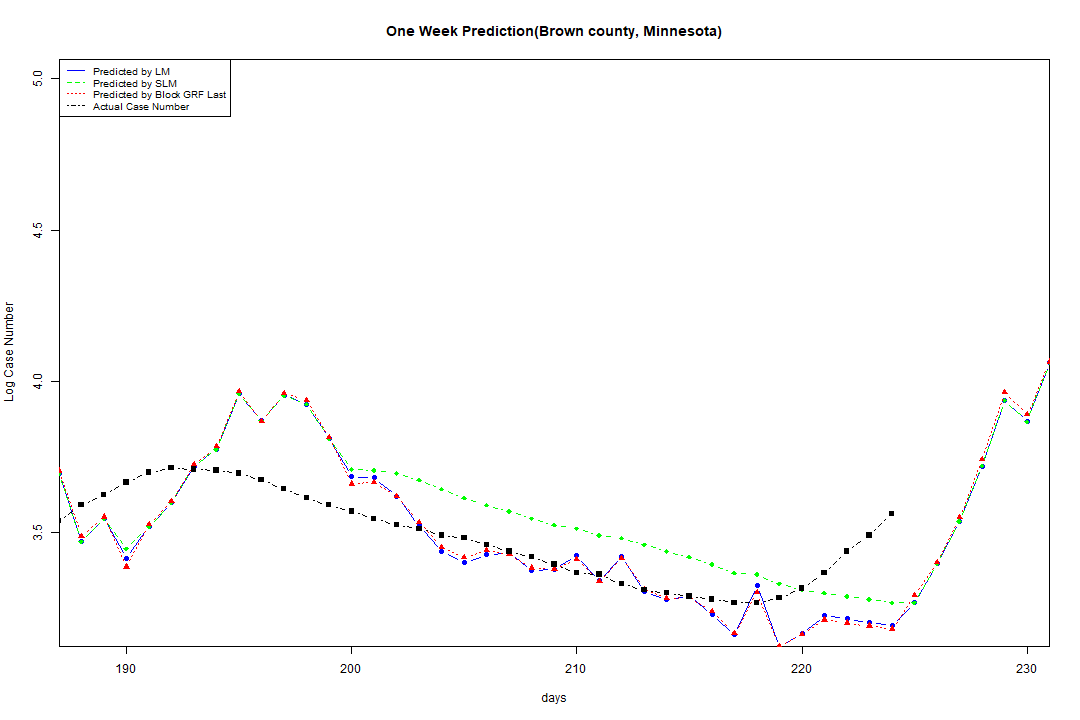 One Week Prediction(Brown county, Minnesota)
Predicted by LM
Predicted by SLM
Predicted by Block GRF Last
Actual Case Number
5.0
4.5
4.0
3.5
Log Case Number
190 200 210 220 230
days